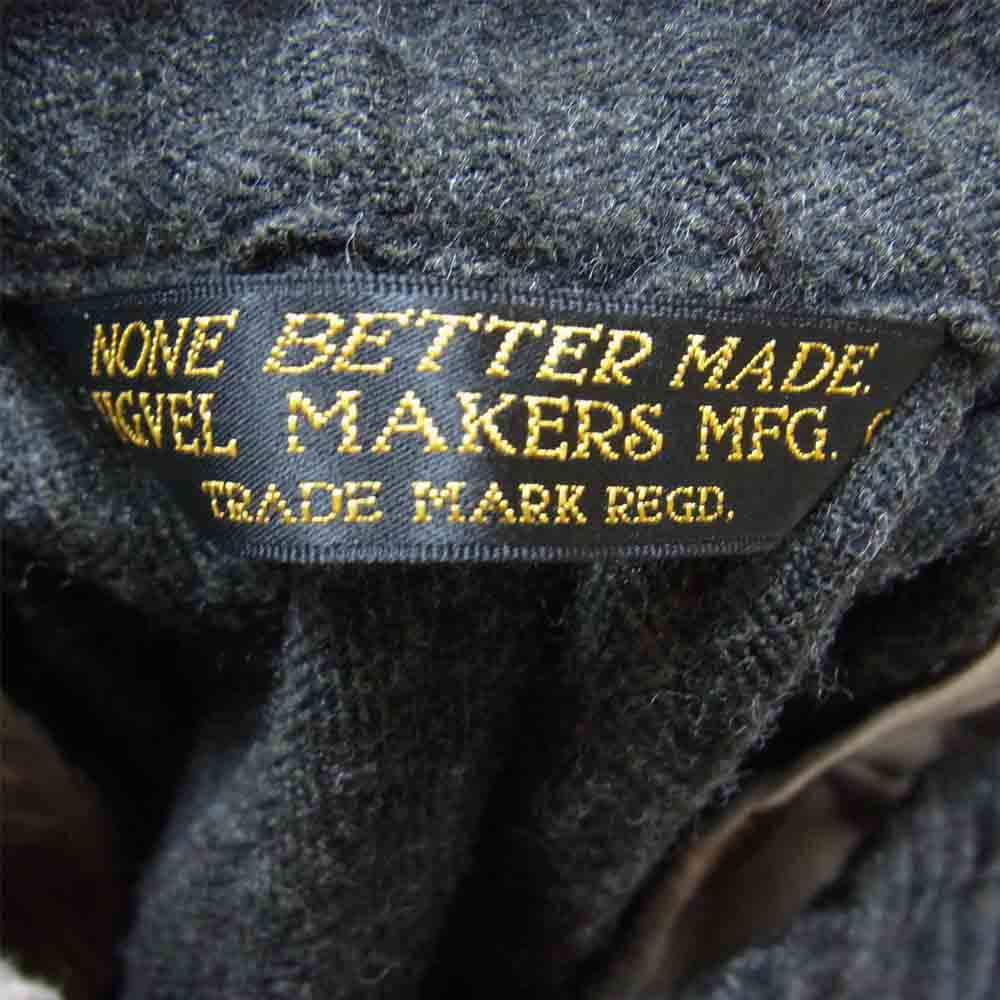 NONE BETTER MADE.
MAKERS MFG.
TRADE MARK REGD.